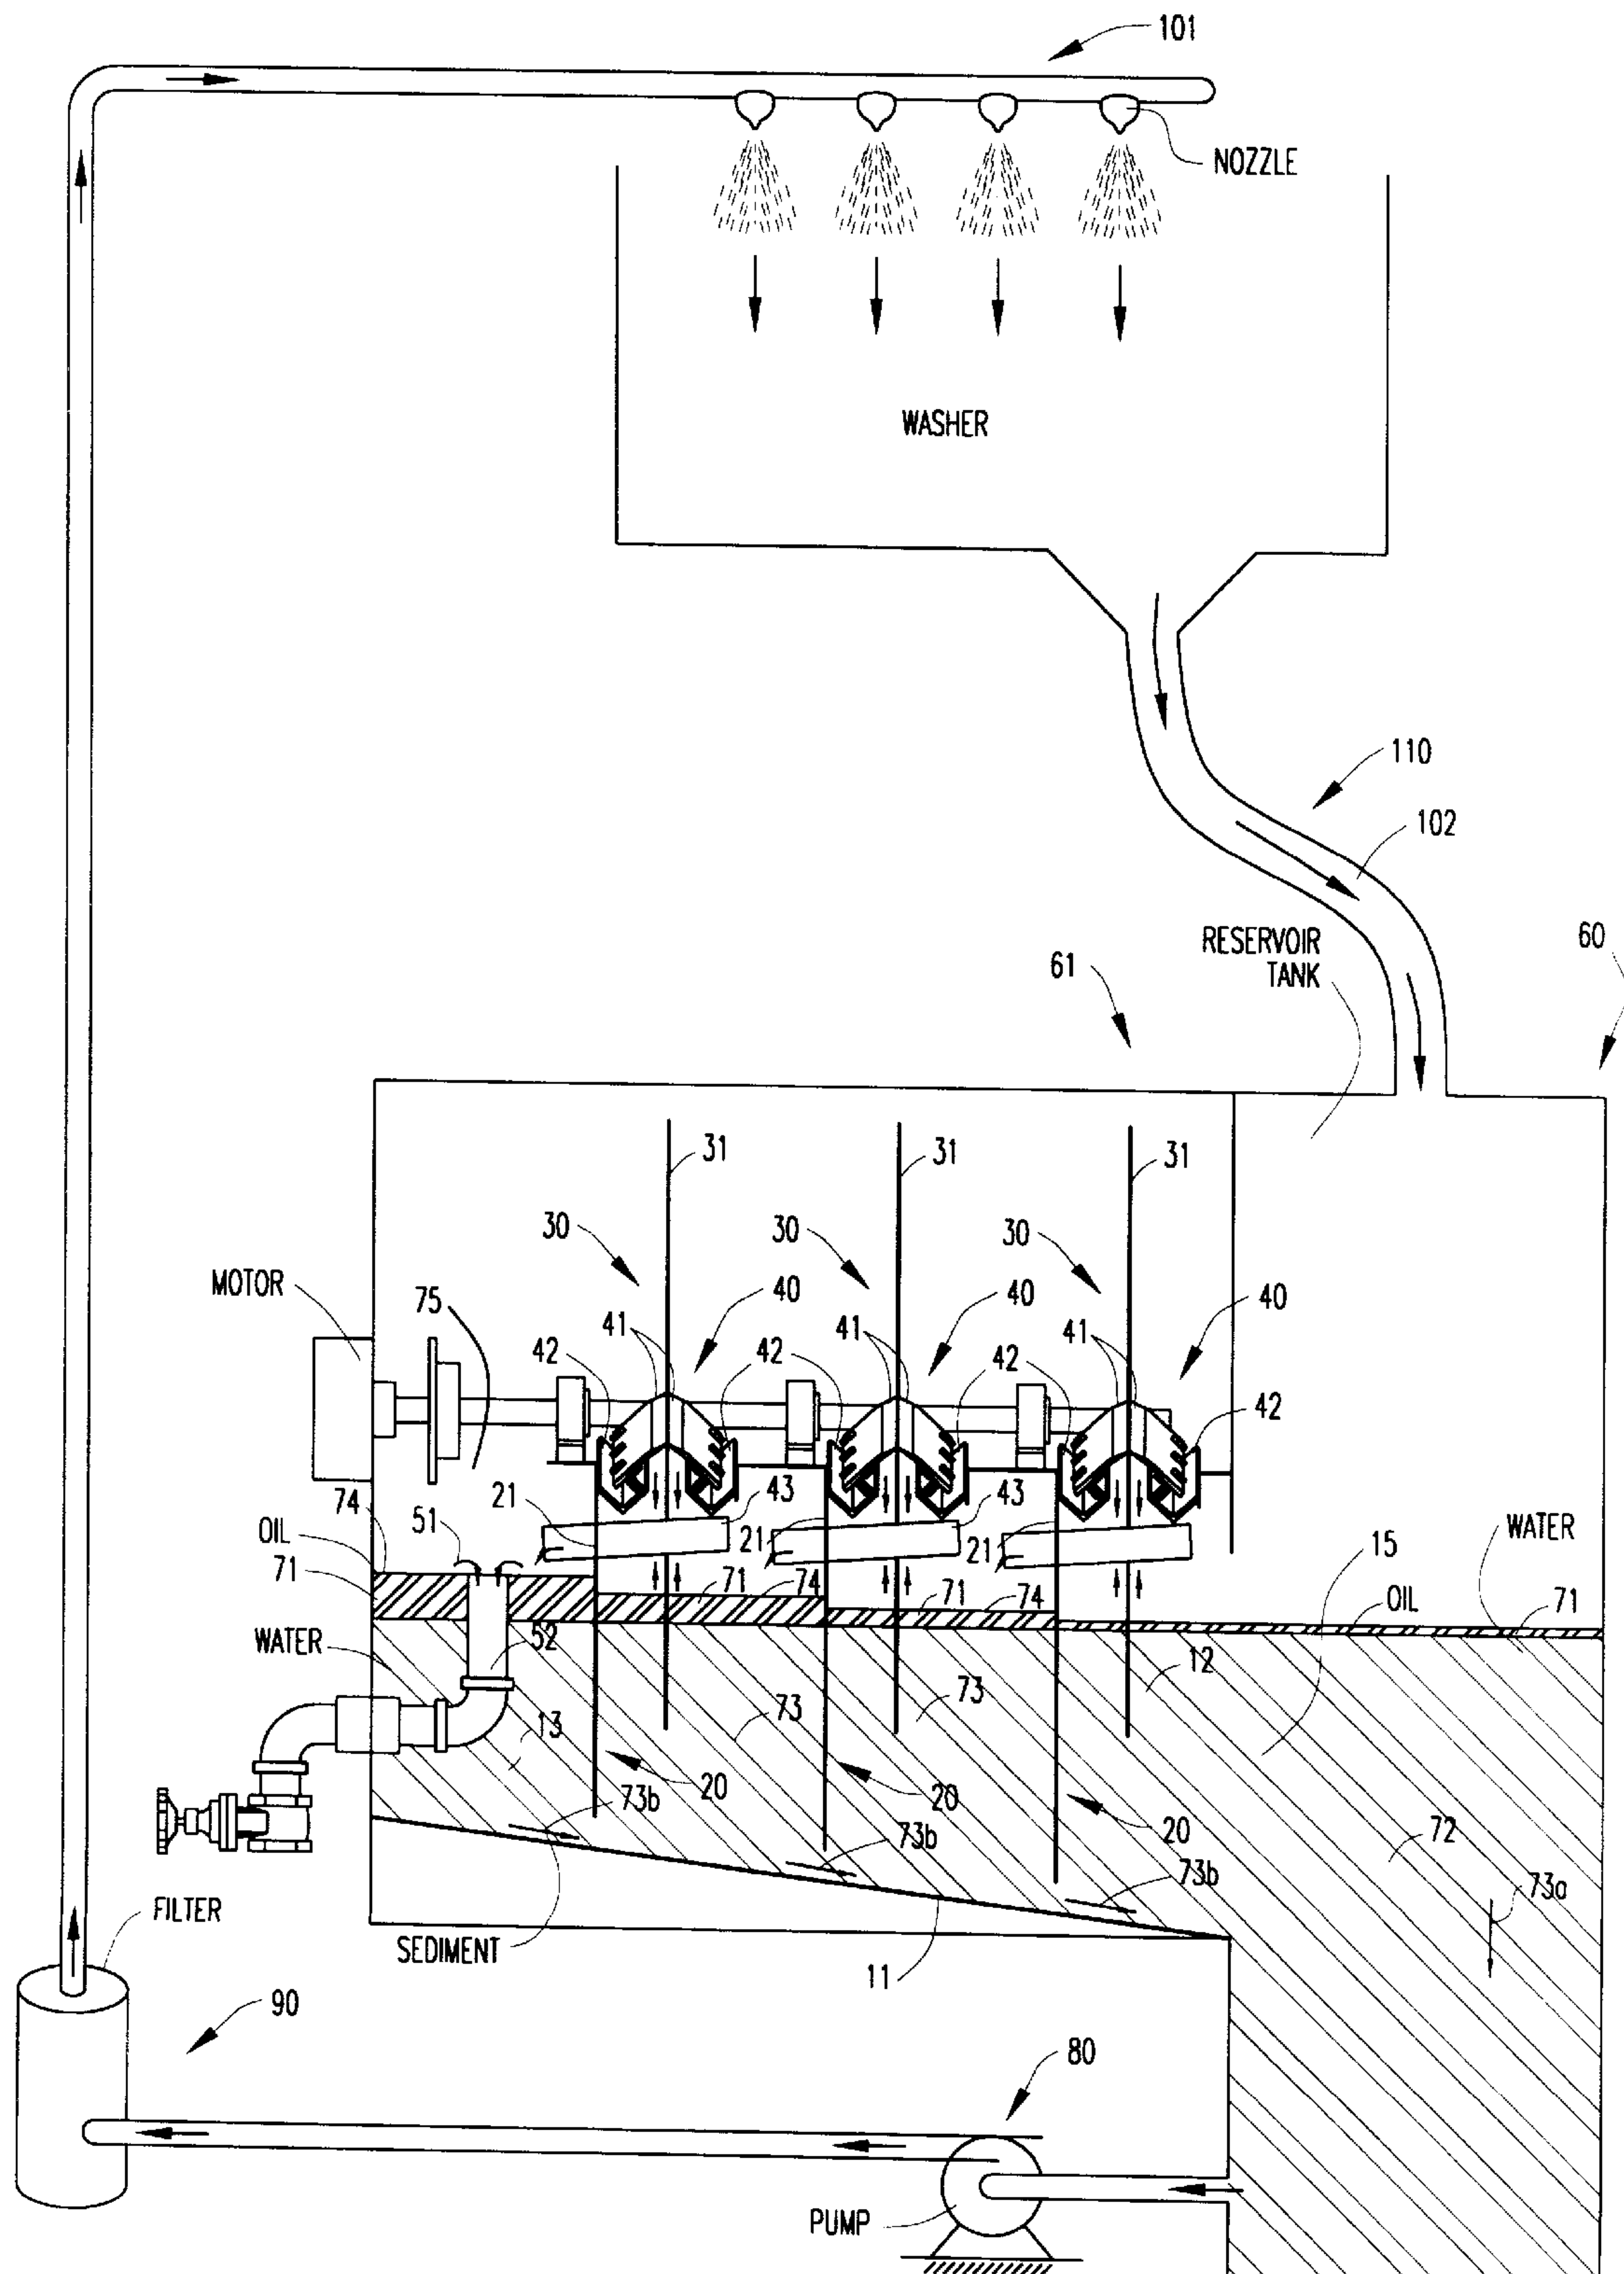 101
NOZZLE
WASHER
110
102
RESERVOIR
TANK
60
61
31 31 31
30 30 30
MOTOR
75
40 40 40
41 41 41
42 42 42 42
74
OIL
71
51
21
43
21
43
21
WATER
15
71 74
71 74
OIL
71
WATER
52
12
13
73
73
20
20
20
73b
73b
73b
72
73a
FILTER
SEDIMENT
11
90
80
PUMP